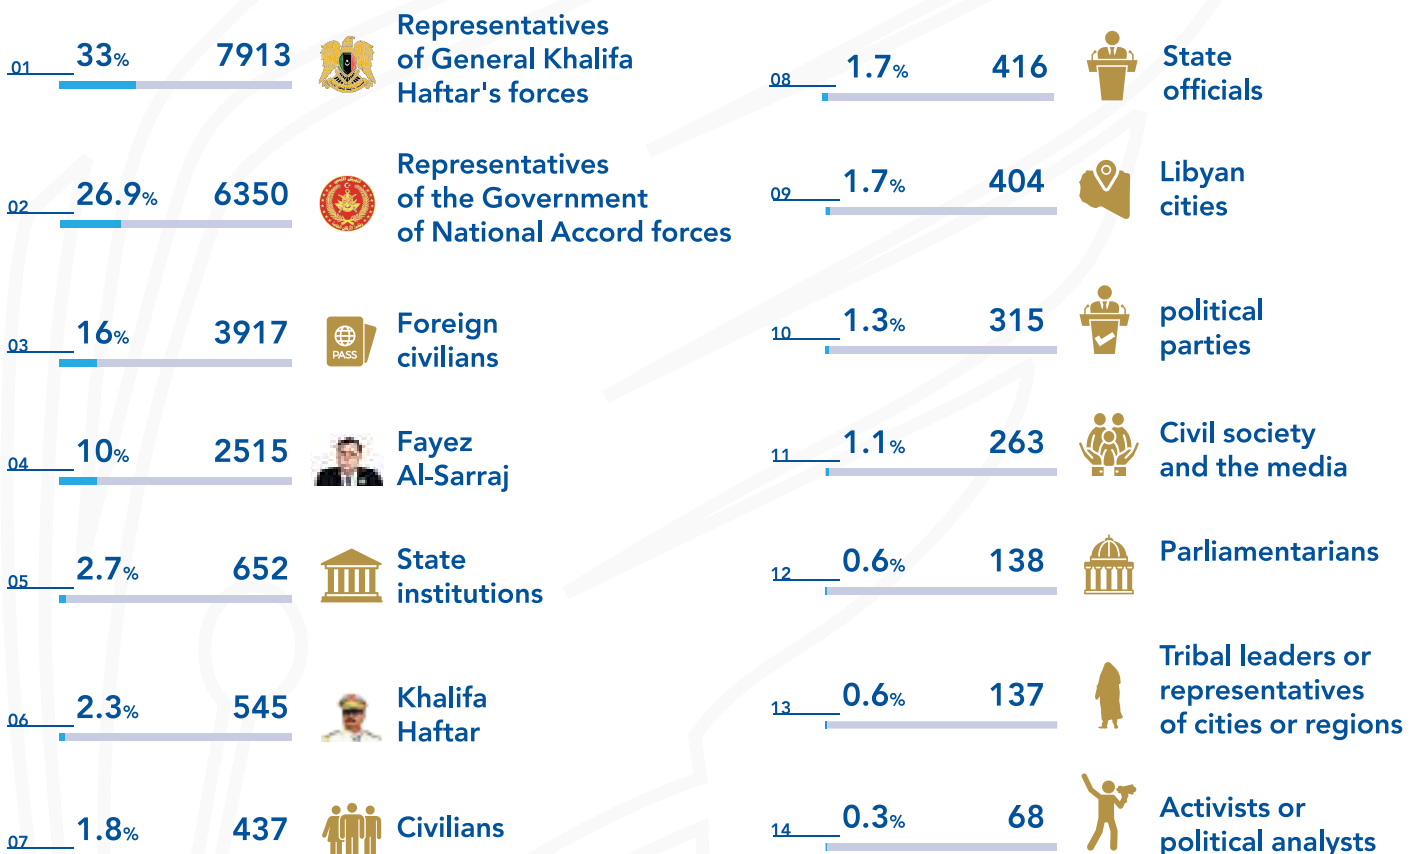 01 33% 7913
Representatives
of General Khalifa
Haftar's forces
02 26.9% 6350
Representatives
of the Government
of National Accord forces
03 16% 3917
PASS
Foreign
civilians
04 10% 2515
Fayez
Al-Sarraj
05 2.7% 652
State
institutions
06 2.3% 545
Khalifa
Haftar
07 1.8% 437
Civilians
08 1.7% 416
State
officials
09 1.7% 404
Libyan
cities
10 1.3% 315
political
parties
11 1.1% 263
Civil society
and the media
12 0.6% 138
Parliamentarians
13 0.6% 137
Tribal leaders or
representatives
of cities or regions
14 0.3% 68
Activists or
political analysts